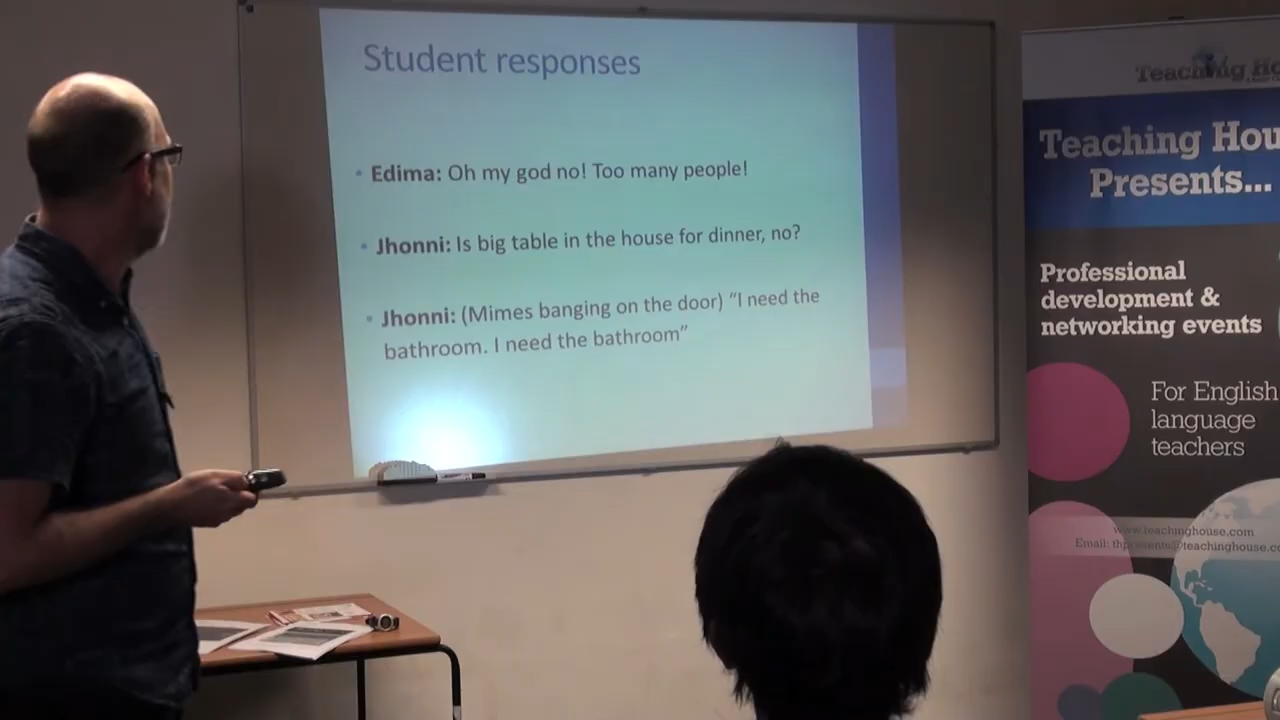 Student responses
• Edima: Oh my god no! Too many people!
• Jhonni: Is big table in the house for dinner, no?
• Jhonni: (Mimes banging on the door) “I need the
bathroom. I need the bathroom”
Teaching Ho
Teaching Hou
Presents...
Professional
development &
networking events
For English
language
teachers
www.teachinghouse.com
Email: thpresents@teachinghouse.co